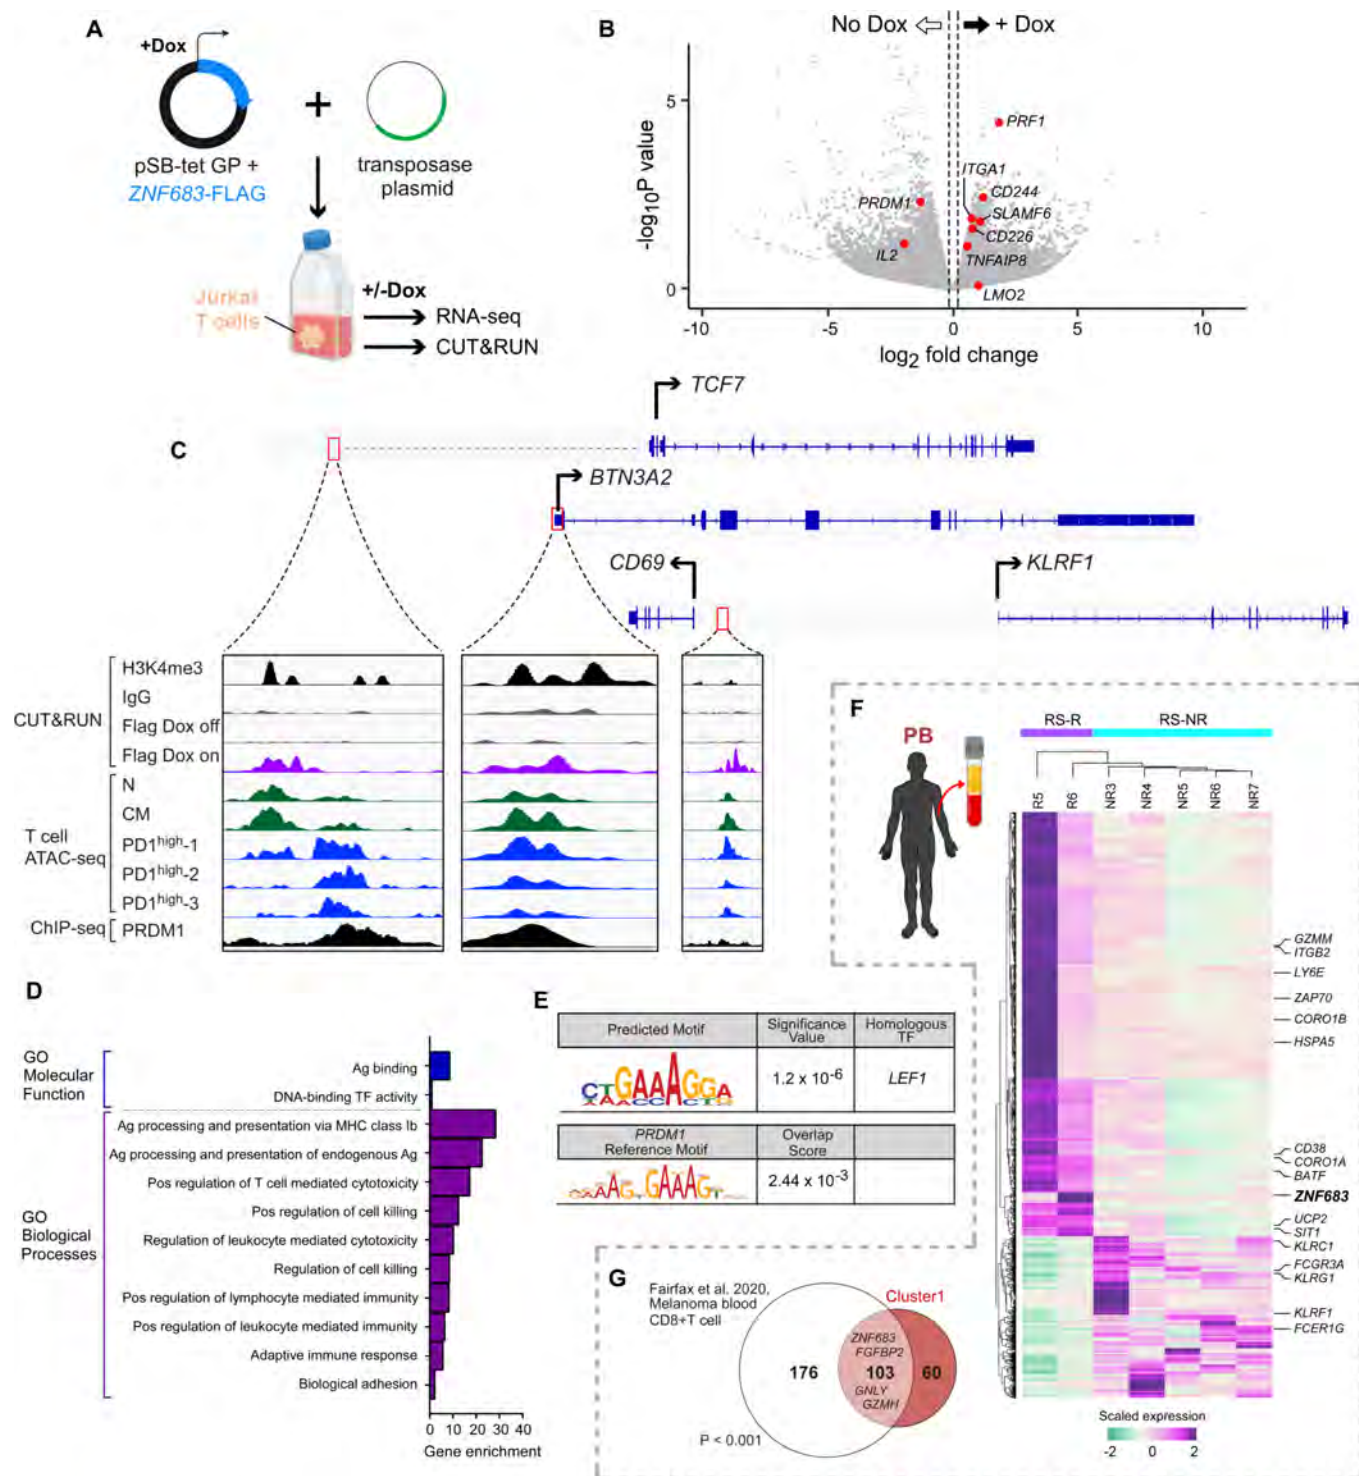 A
+Dox
+
pSB-tet GP +
ZNF683-FLAG
transposase
plasmid
Jurkat
T cells
+/-Dox
RNA-seq
CUT&RUN
B
No Dox
+ Dox
-log10P value
5
0
PRF1
ITGA1
CD244
PRDM1
SLAMF6
CD226
IL2
TNFAIP8
LMO2
-10
-5
0
5
10
log2 fold change
C
TCF7
BTN3A2
CD69
KLRF1
CUT&RUN
H3K4me3
IgG
Flag Dox off
Flag Dox on
T cell
ATAC-seq
N
CM
PD1high-1
PD1high-2
PD1high-3
ChIP-seq
PRDM1
D
GO
Molecular
Function
Ag binding
DNA-binding TF activity
GO
Biological
Processes
Ag processing and presentation via MHC class Ib
Ag processing and presentation of endogenous Ag
Pos regulation of T cell mediated cytotoxicity
Pos regulation of cell killing
Regulation of leukocyte mediated cytotoxicity
Regulation of cell killing
Pos regulation of lymphocyte mediated immunity
Pos regulation of leukocyte mediated immunity
Adaptive immune response
Biological adhesion
0 10 20 30 40
Gene enrichment
E
Predicted Motif
Significance
Value
Homologous
TF
1.2 x 10-6
LEF1
PRDM1
Reference Motif
Overlap
Score
2.44 x 10-3
F
PB
RS-R
RS-NR
R5
R6
NR3
NR4
NR5
NR6
NR7
GZMM
ITGB2
LY6E
ZAP70
CORO1B
HSPA5
CD38
CORO1A
BATF
ZNF683
UCP2
SIT1
KLRC1
FCGR3A
KLRG1
KLRF1
FCER1G
Scaled expression
-2 0 2
G
Fairfax et al. 2020,
Melanoma blood
CD8+T cell
Cluster1
ZNF683
FGFBP2
176
103
60
GNLY
GZMH
P < 0.001